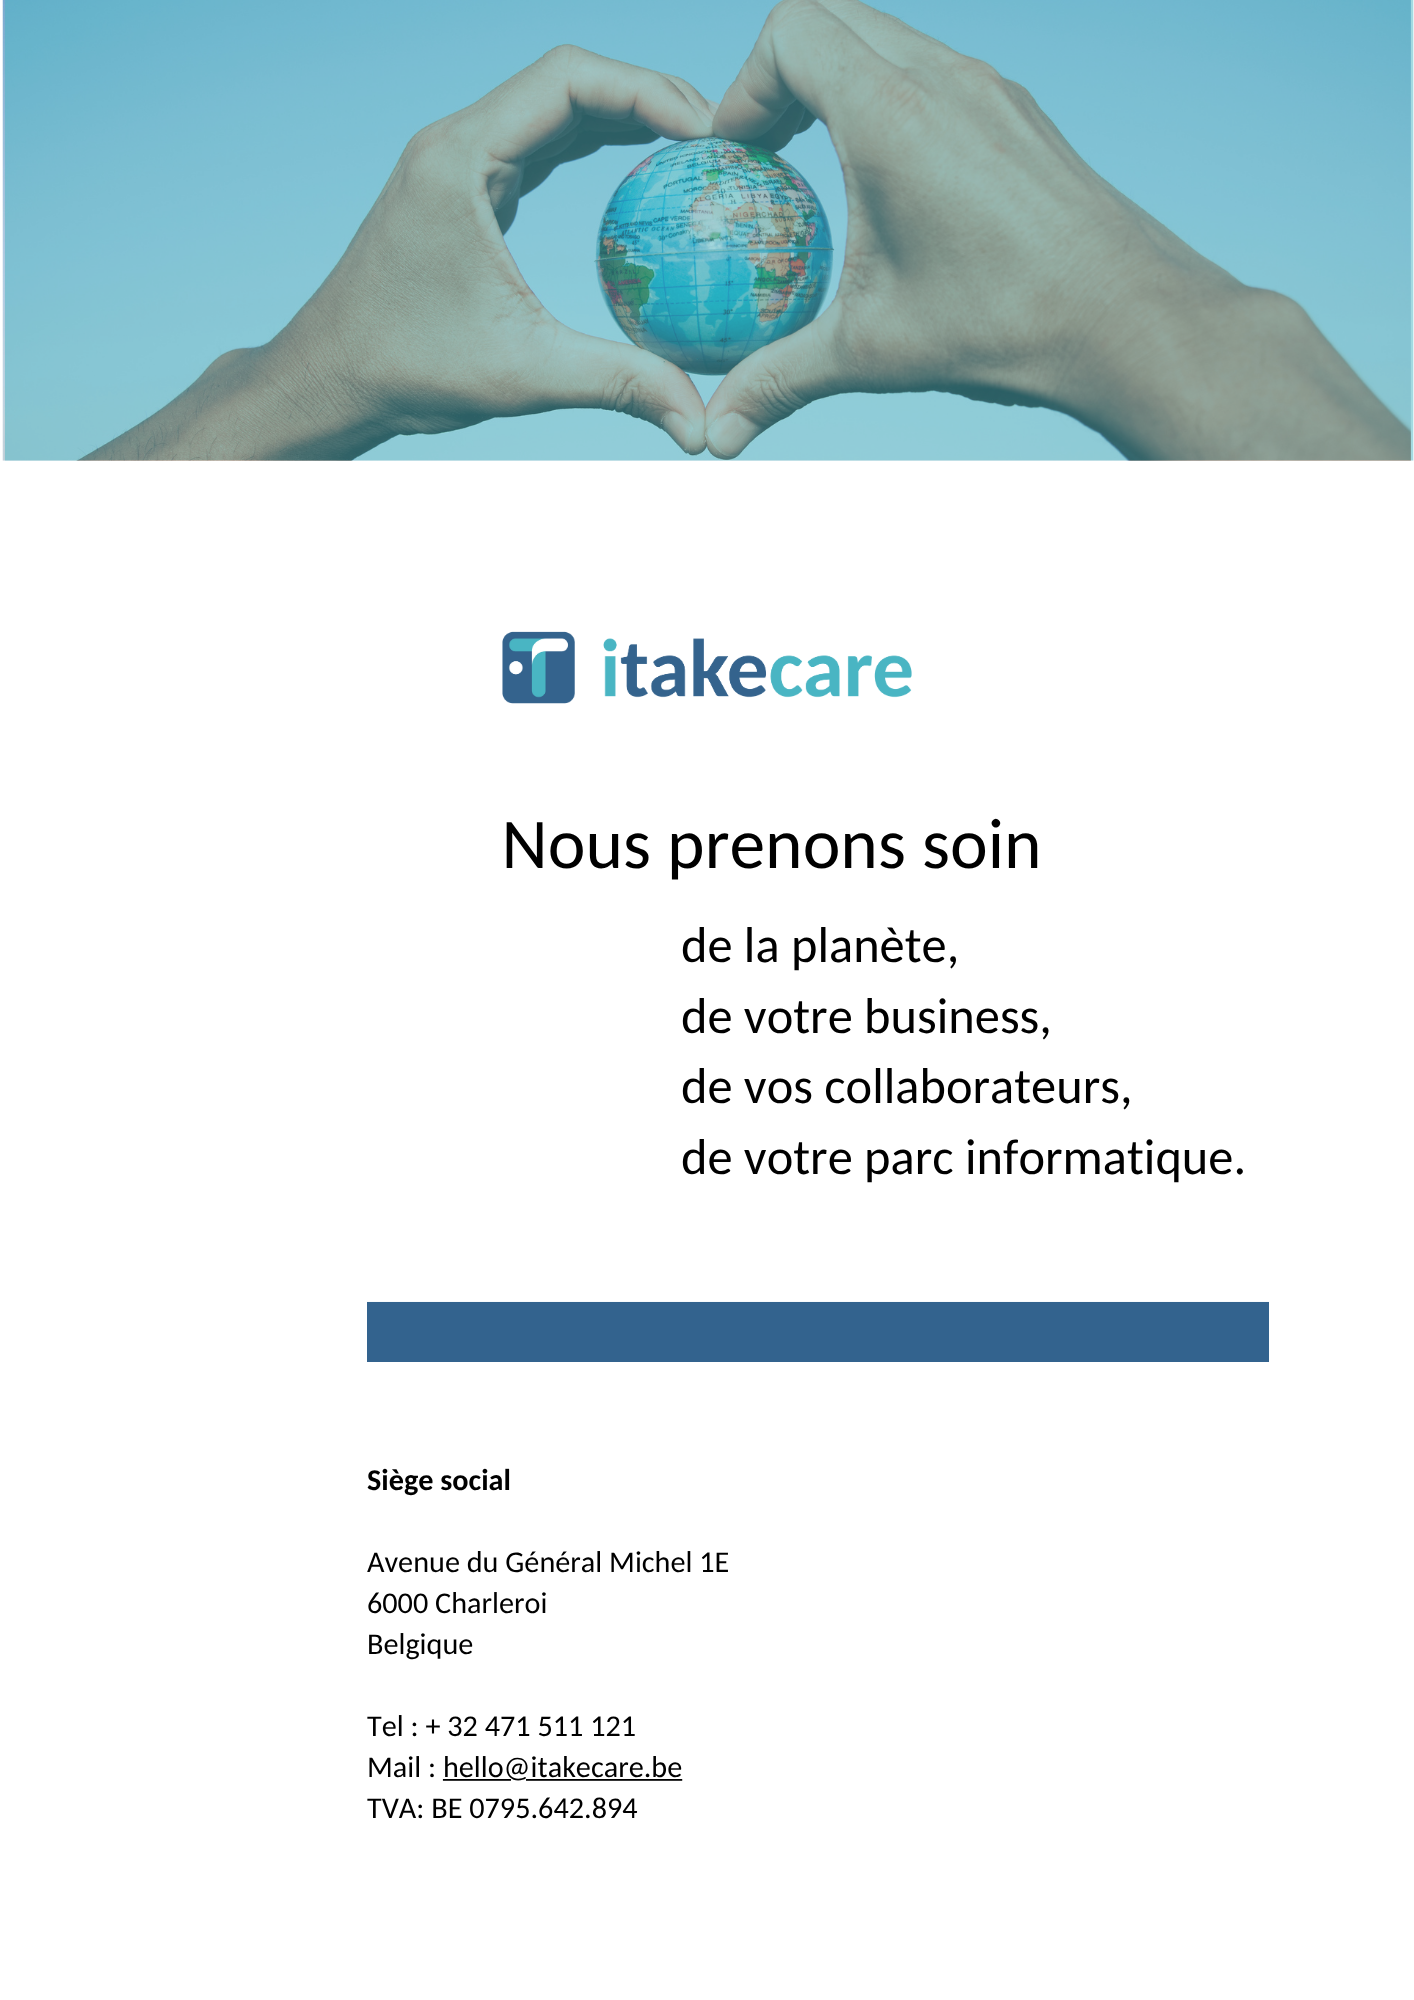 itakecare
Nous prenons soin
de la planète,
de votre business,
de vos collaborateurs,
de votre parc informatique.
Siège social
Avenue du Général Michel 1E
6000 Charleroi
Belgique
Tel : + 32 471 511 121
Mail : hello@itakecare.be
TVA: BE 0795.642.894